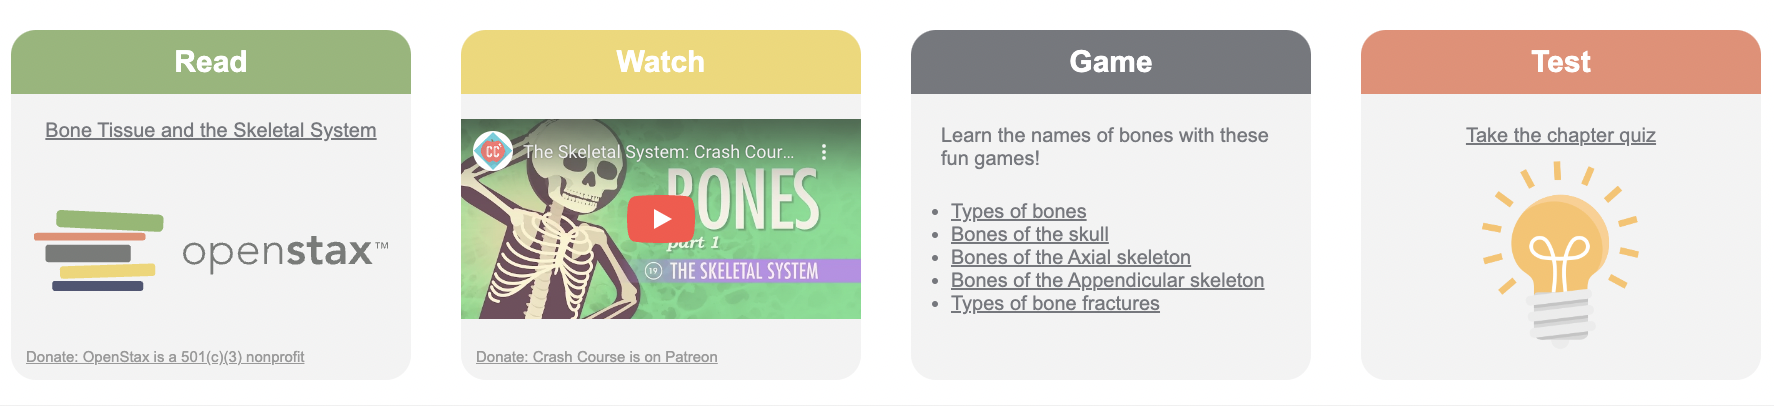 Read
Bone Tissue and the Skeletal System
openstax™
Donate: OpenStax is a 501(c)(3) nonprofit
Watch
CC
The Skeletal System: Crash Cour...
BONES
part 1
19 THE SKELETAL SYSTEM
Donate: Crash Course is on Patreon
Game
Learn the names of bones with these
fun games!
• Types of bones
• Bones of the skull
• Bones of the Axial skeleton
• Bones of the Appendicular skeleton
• Types of bone fractures
Test
Take the chapter quiz